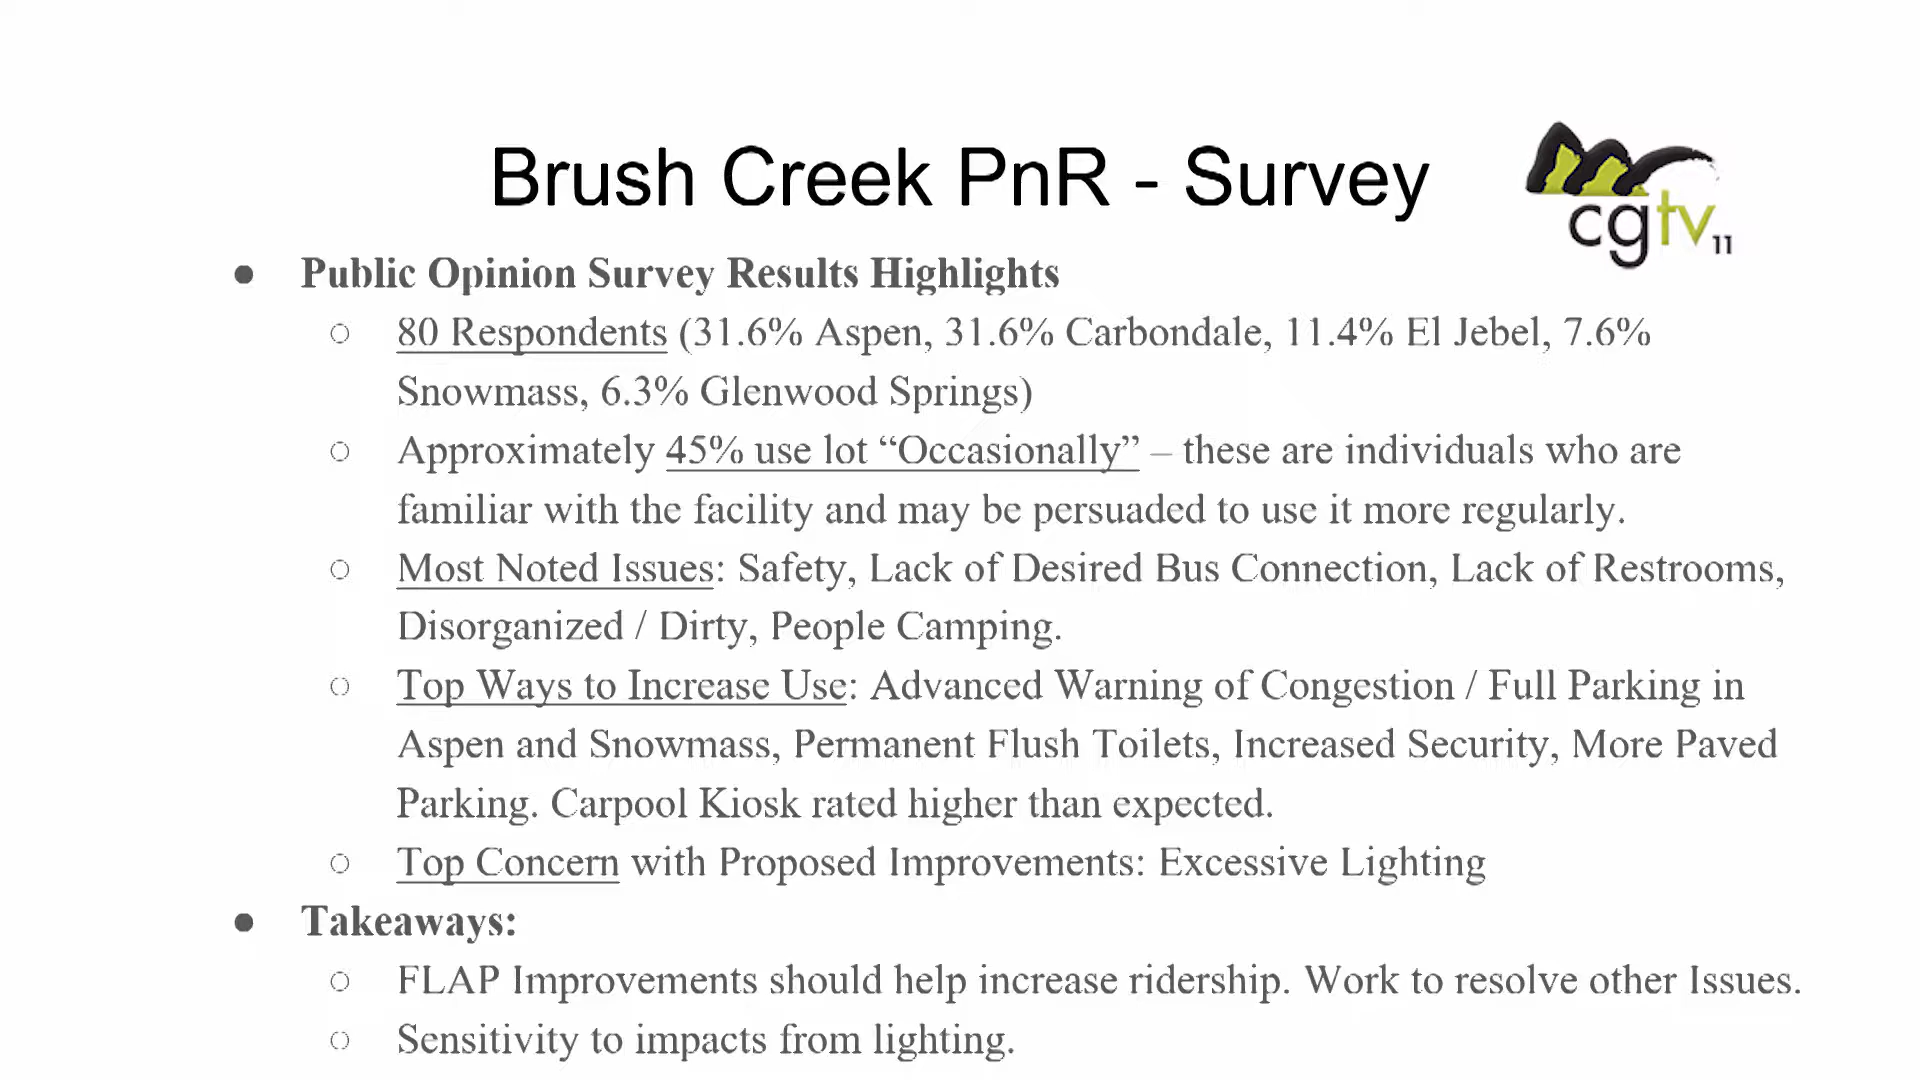 Brush Creek PnR - Survey
cgtv11
● Public Opinion Survey Results Highlights
○ 80 Respondents (31.6% Aspen, 31.6% Carbondale, 11.4% El Jebel, 7.6%
Snowmass, 6.3% Glenwood Springs)
○ Approximately 45% use lot “Occasionally” – these are individuals who are
familiar with the facility and may be persuaded to use it more regularly.
○ Most Noted Issues: Safety, Lack of Desired Bus Connection, Lack of Restrooms,
Disorganized / Dirty, People Camping.
○ Top Ways to Increase Use: Advanced Warning of Congestion / Full Parking in
Aspen and Snowmass, Permanent Flush Toilets, Increased Security, More Paved
Parking. Carpool Kiosk rated higher than expected.
○ Top Concern with Proposed Improvements: Excessive Lighting
● Takeaways:
○ FLAP Improvements should help increase ridership. Work to resolve other Issues.
○ Sensitivity to impacts from lighting.